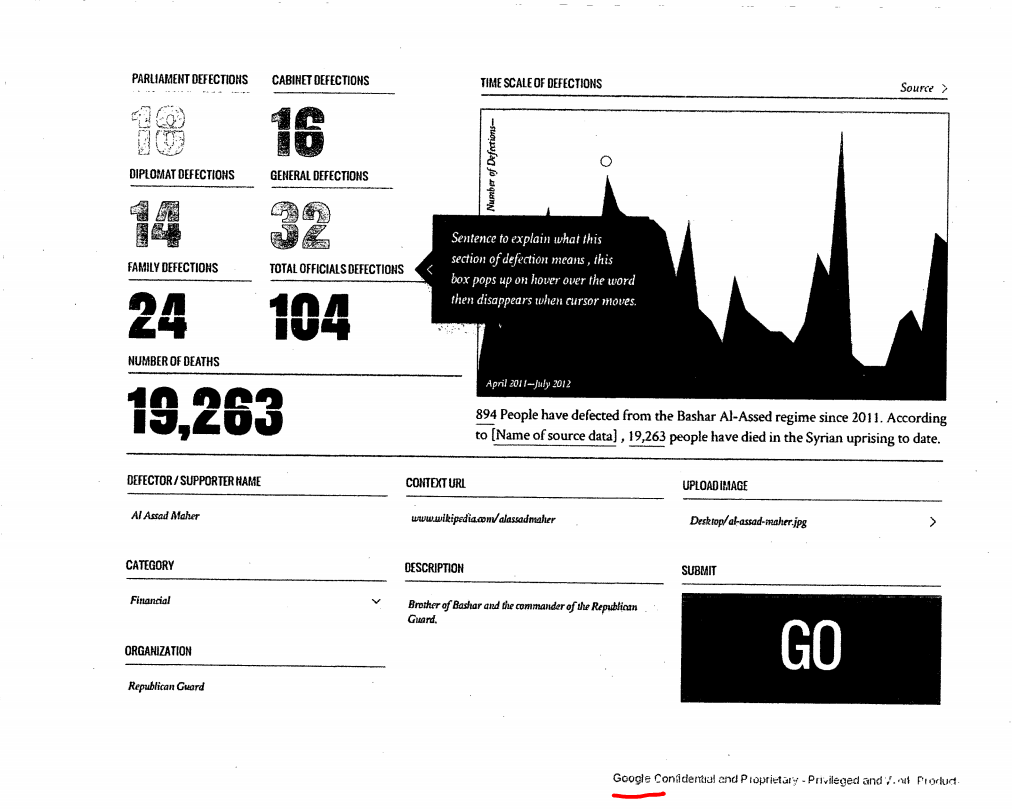 PARLIAMENT DEFECTIONS
CABINET DEFECTIONS
18
16
DIPLOMAT DEFECTIONS
GENERAL DEFECTIONS
14
32
FAMILY DEFECTIONS
TOTAL OFFICIALS DEFECTIONS
24
104
NUMBER OF DEATHS
19,263
TIME SCALE OF DEFECTIONS
Source >
Number of Defections—
Sentence to explain what this
section of defection means, this
box pops up on hover over the word
then disappears when cursor moves.
April 2011—July 2012
894 People have defected from the Bashar Al-Assed regime since 2011. According
to [Name of source data] , 19,263 people have died in the Syrian uprising to date.
DEFECTOR / SUPPORTER NAME
Al Assad Maher
CONTEXT URL
www.wikipedia.com/alassadmaher
UPLOAD IMAGE
Desktop/al-assad-maher.jpg >
CATEGORY
Financial
DESCRIPTION
Brother of Bashar and the commander of the Republican
Guard.
SUBMIT
GO
ORGANIZATION
Republican Guard
Google Confidential and Proprietary - Privileged and Product